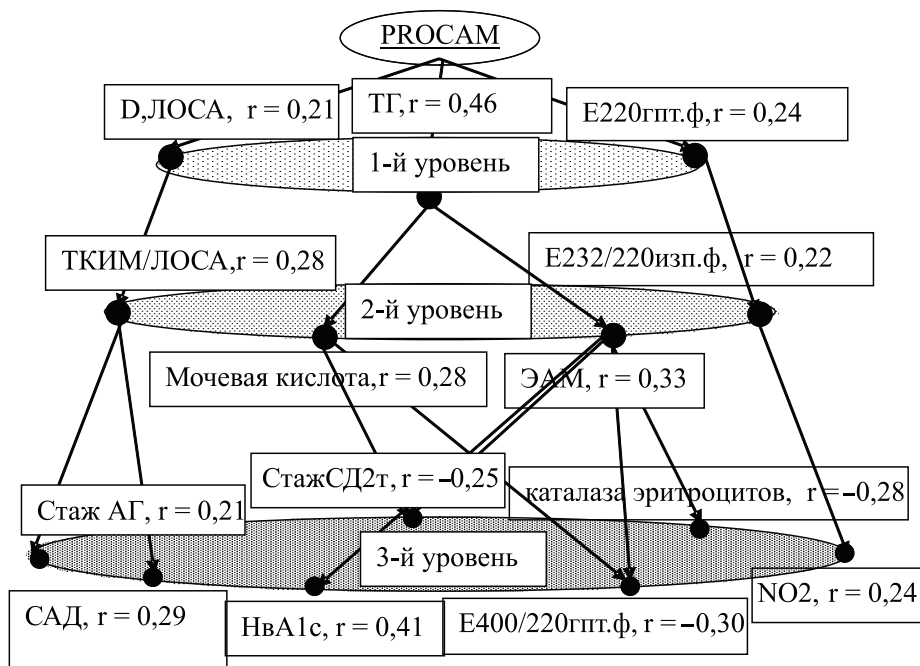 PROCAM
D,ЛОСА, r = 0,21
ТГ, r = 0,46
Е220гпт.ф, r = 0,24
1-й уровень
ТКИМ/ЛОСА, r = 0,28
Е232/220изп.ф, r = 0,22
2-й уровень
Мочевая кислота, r = 0,28
ЭАМ, r = 0,33
СтажСД2т, r = –0,25
каталаза эритроцитов, r = –0,28
Стаж АГ, r = 0,21
3-й уровень
САД, r = 0,29
НвА1с, r = 0,41
Е400/220гпт.ф, r = –0,30
NO2, r = 0,24